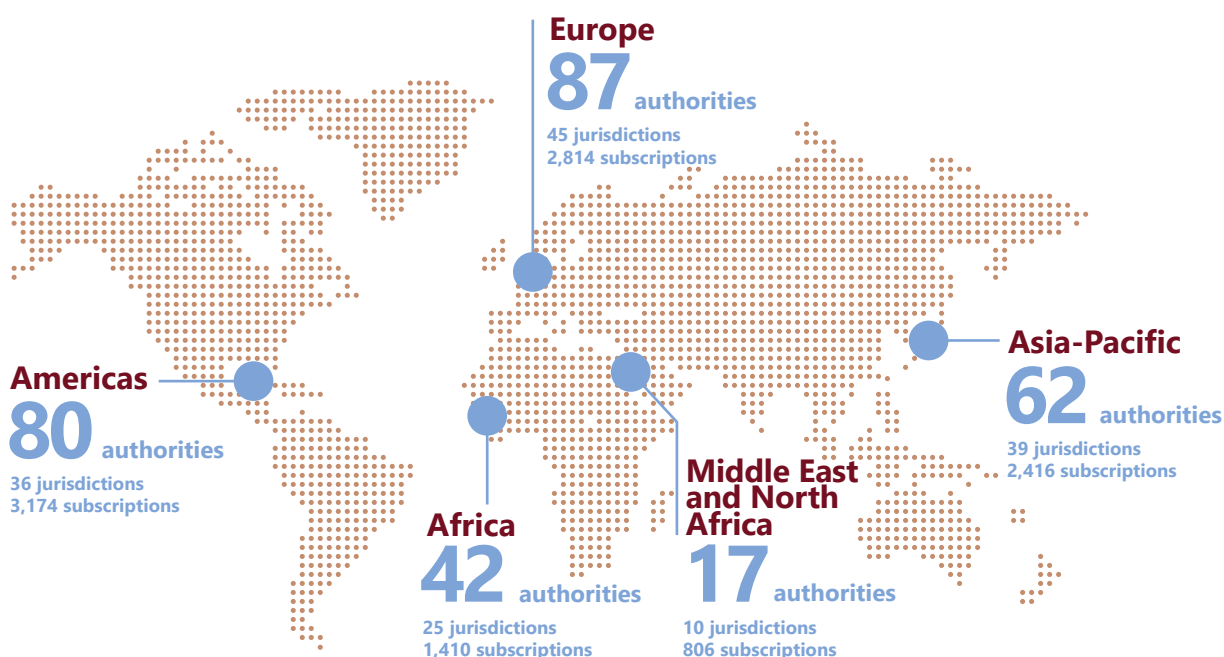 Europe
87 authorities
45 jurisdictions
2,814 subscriptions
Asia-Pacific
62 authorities
39 jurisdictions
2,416 subscriptions
Americas
80 authorities
36 jurisdictions
3,174 subscriptions
Africa
42 authorities
25 jurisdictions
1,410 subscriptions
Middle East
and North
Africa
17 authorities
10 jurisdictions
806 subscriptions